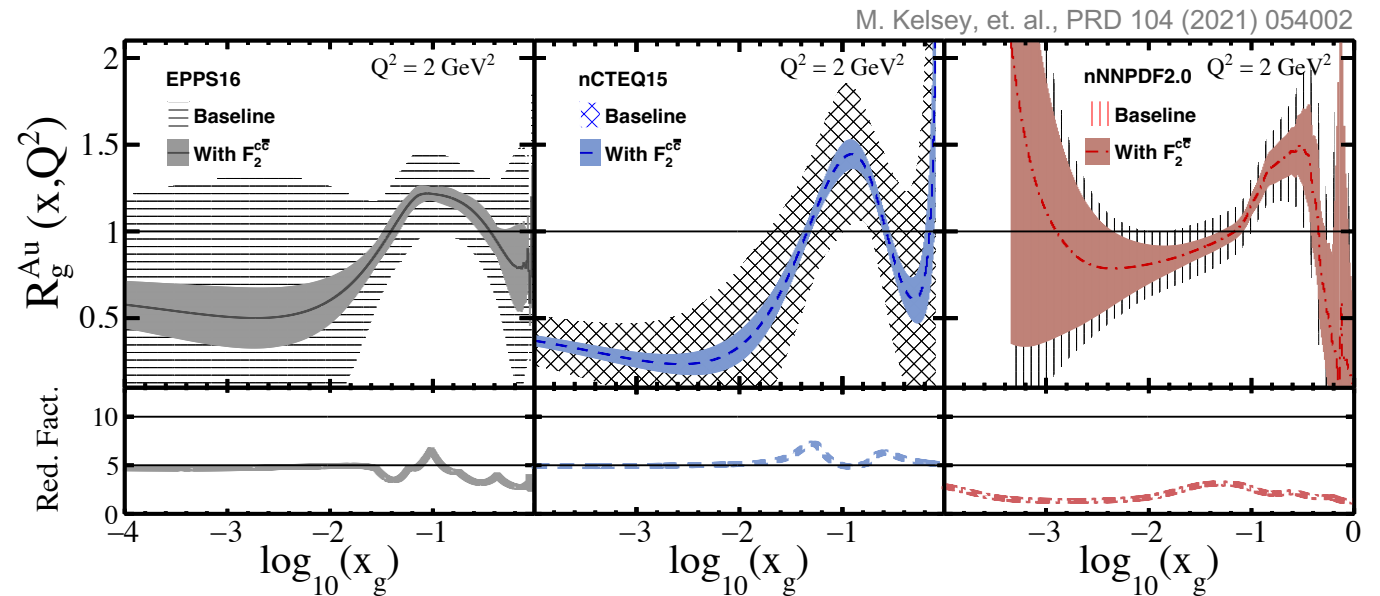 M. Kelsey, et. al., PRD 104 (2021) 054002
R_g^Au (x,Q²)
2
1.5
1
0.5
EPPS16
Baseline
With F₂^cc̄
Q² = 2 GeV²
nCTEQ15
Baseline
With F₂^cc̄
Q² = 2 GeV²
nNNPDF2.0
Baseline
With F₂^cc̄
Q² = 2 GeV²
Red. Fact.
10
5
0
−4 −3 −2 −1 −3 −2 −1 −3 −2 −1 0
log₁₀(x_g) log₁₀(x_g) log₁₀(x_g)